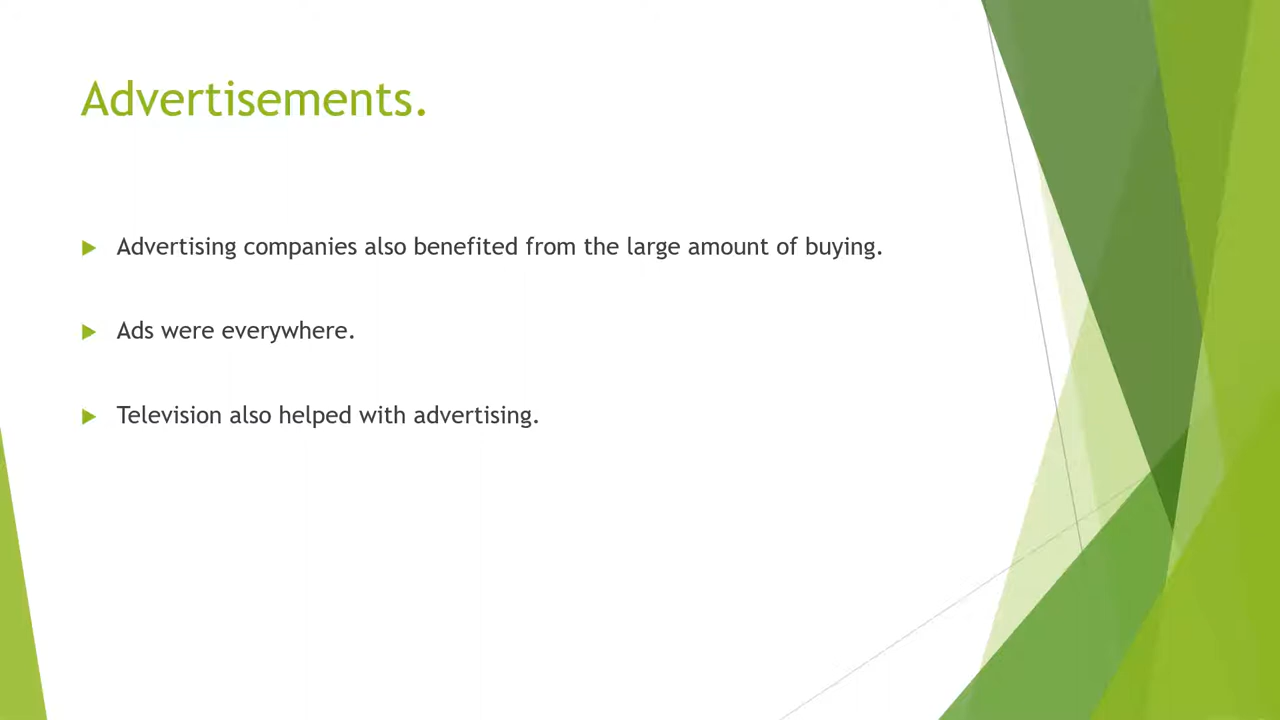 Advertisements.
Advertising companies also benefited from the large amount of buying.
Ads were everywhere.
Television also helped with advertising.